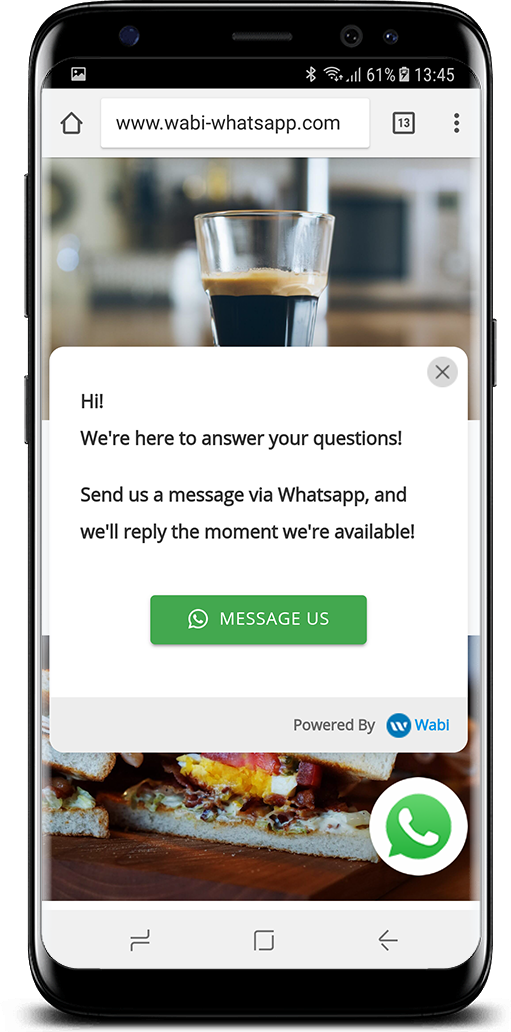 61% 13:45
www.wabi-whatsapp.com
13
Hi!
We're here to answer your questions!
Send us a message via Whatsapp, and
we'll reply the moment we're available!
MESSAGE US
Powered By Wabi